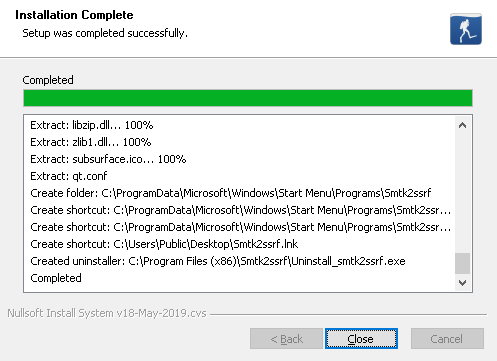 Installation Complete
Setup was completed successfully.
Completed
Extract: libzip.dll... 100%
Extract: zlib1.dll... 100%
Extract: subsurface.ico... 100%
Extract: qt.conf
Create folder: C:\ProgramData\Microsoft\Windows\Start Menu\Programs\Smtk2ssrf
Create shortcut: C:\ProgramData\Microsoft\Windows\Start Menu\Programs\Smtk2ssr...
Create shortcut: C:\ProgramData\Microsoft\Windows\Start Menu\Programs\Smtk2ssr...
Create shortcut: C:\Users\Public\Desktop\Smtk2ssrf.lnk
Created uninstaller: C:\Program Files (x86)\Smtk2ssrf\Uninstall_smtk2ssrf.exe
Completed
Nullsoft Install System v18-May-2019.cvs
< Back
Close
Cancel